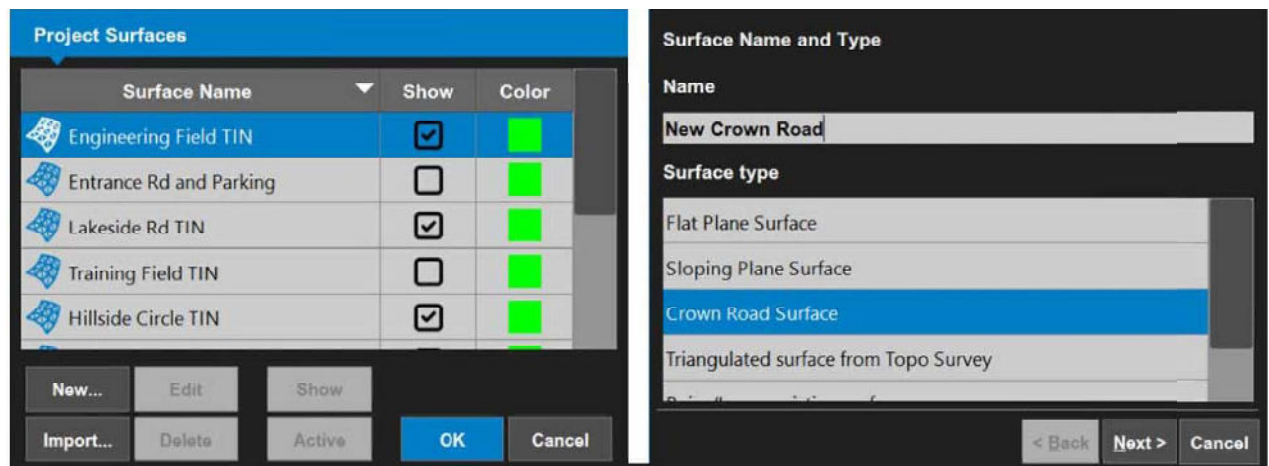 Project Surfaces
Surface Name Show Color
Engineering Field TIN
Entrance Rd and Parking
Lakeside Rd TIN
Training Field TIN
Hillside Circle TIN
New... Edit Show
Import... Delete Active OK Cancel
Surface Name and Type
Name
New Crown Road
Surface type
Flat Plane Surface
Sloping Plane Surface
Crown Road Surface
Triangulated surface from Topo Survey
< Back Next > Cancel